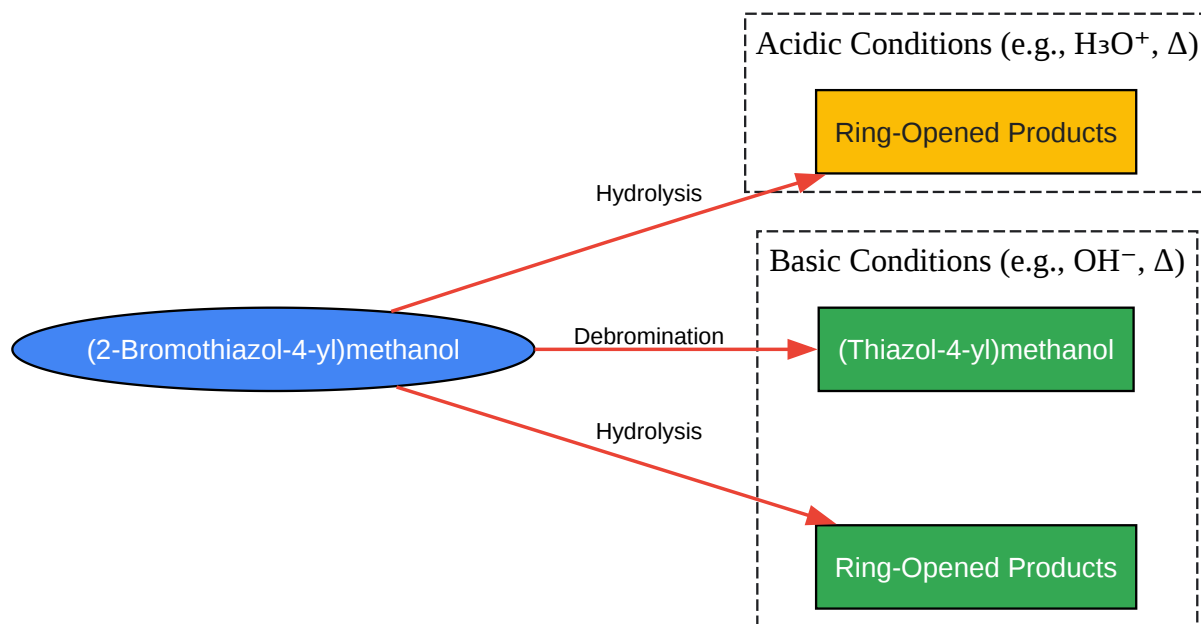 Acidic Conditions (e.g., H₃O⁺, Δ)
Ring-Opened Products
Hydrolysis
Basic Conditions (e.g., OH⁻, Δ)
(2-Bromothiazol-4-yl)methanol
Debromination
(Thiazol-4-yl)methanol
Hydrolysis
Ring-Opened Products